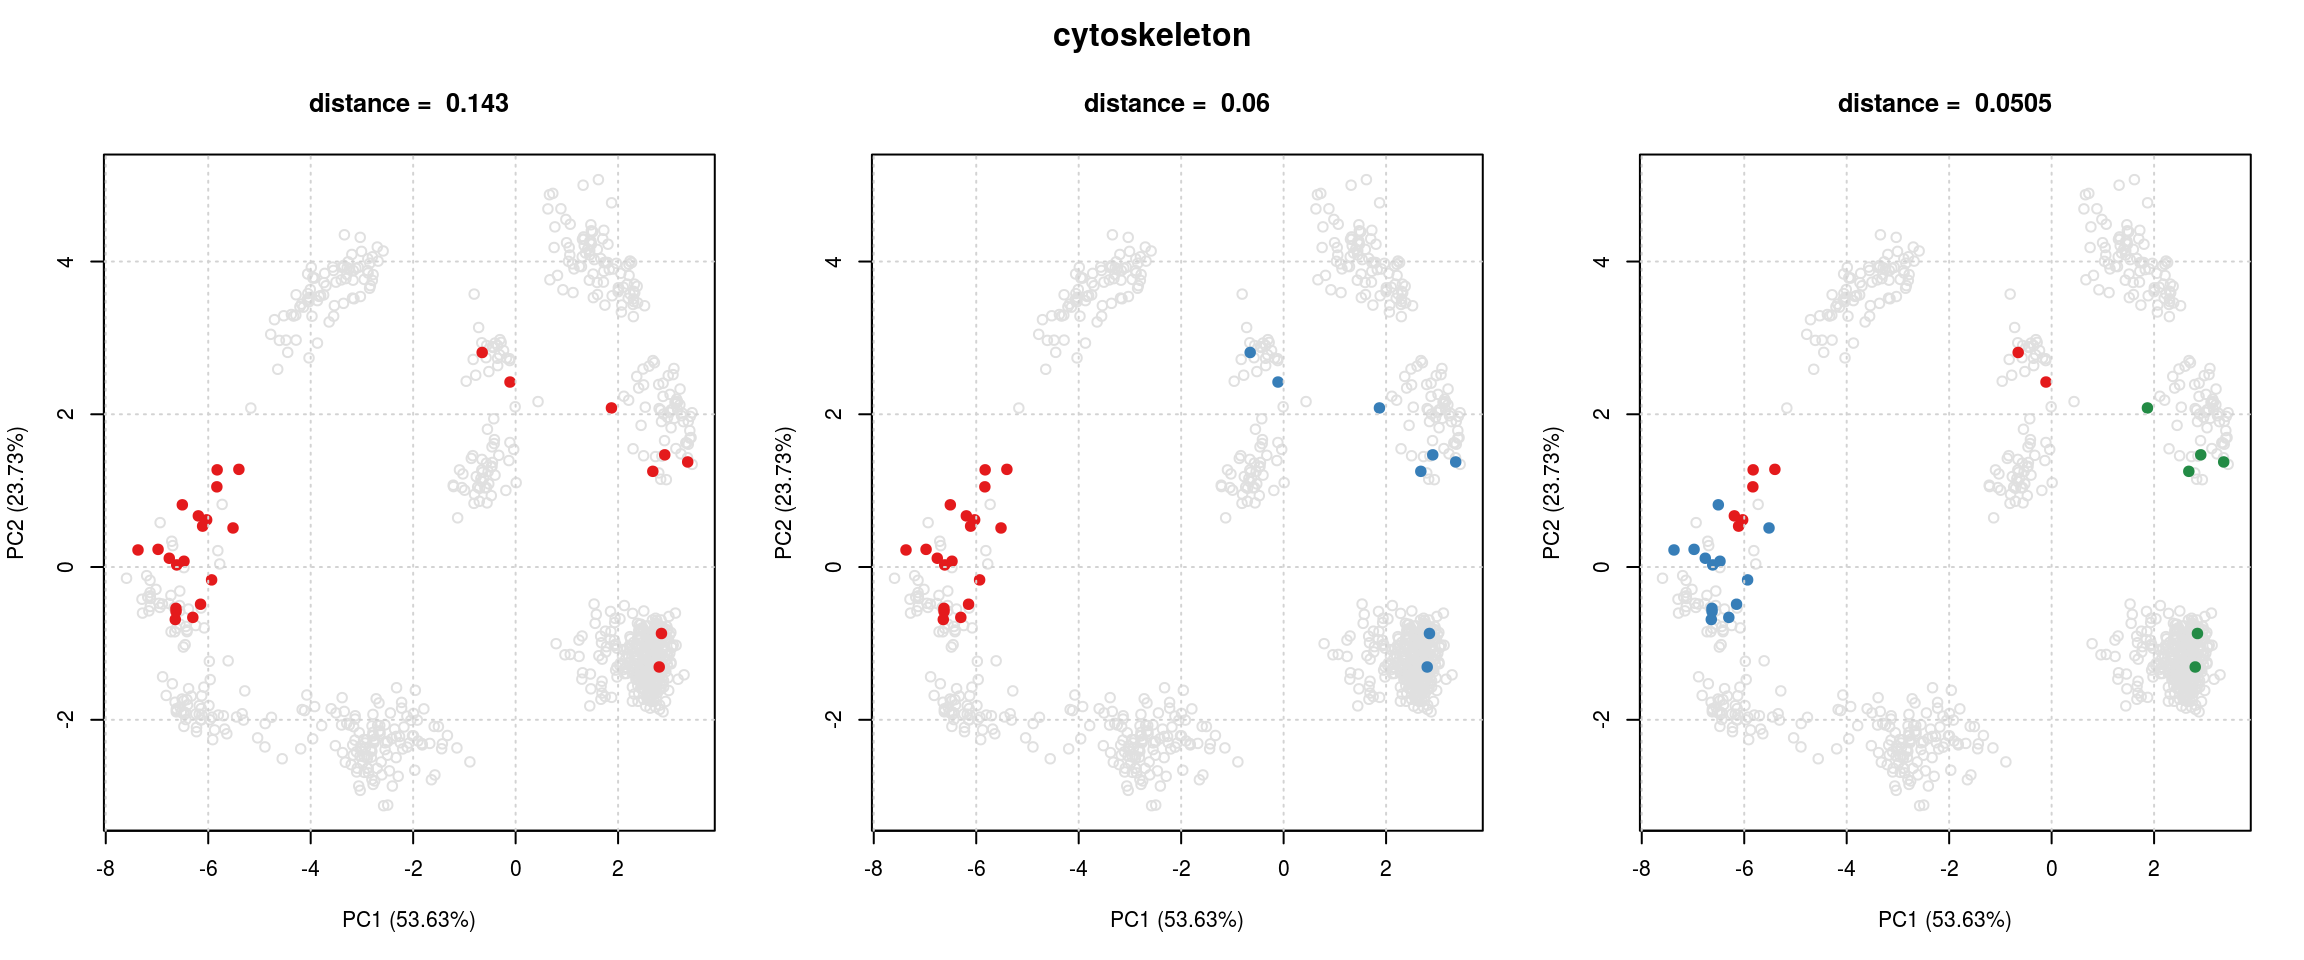 cytoskeleton
distance = 0.143
PC2 (23.73%)
4
2
0
-2
-8 -6 -4 -2 0 2
PC1 (53.63%)
distance = 0.06
PC2 (23.73%)
4
2
0
-2
-8 -6 -4 -2 0 2
PC1 (53.63%)
distance = 0.0505
PC2 (23.73%)
4
2
0
-2
-8 -6 -4 -2 0 2
PC1 (53.63%)